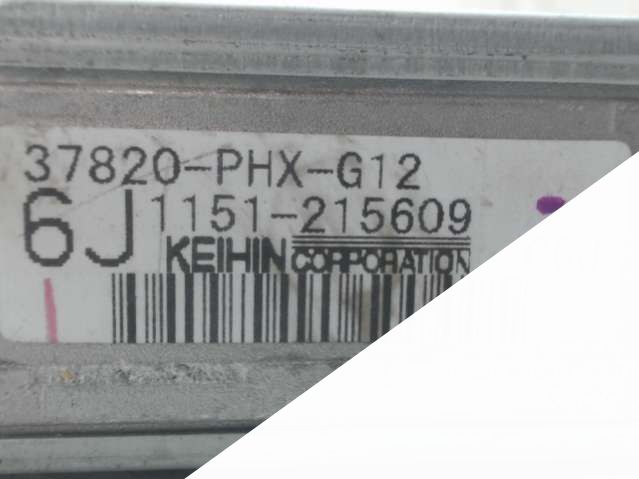 37820-PHX-G12
6J 1151-215609
KEIHIN CORPORATION